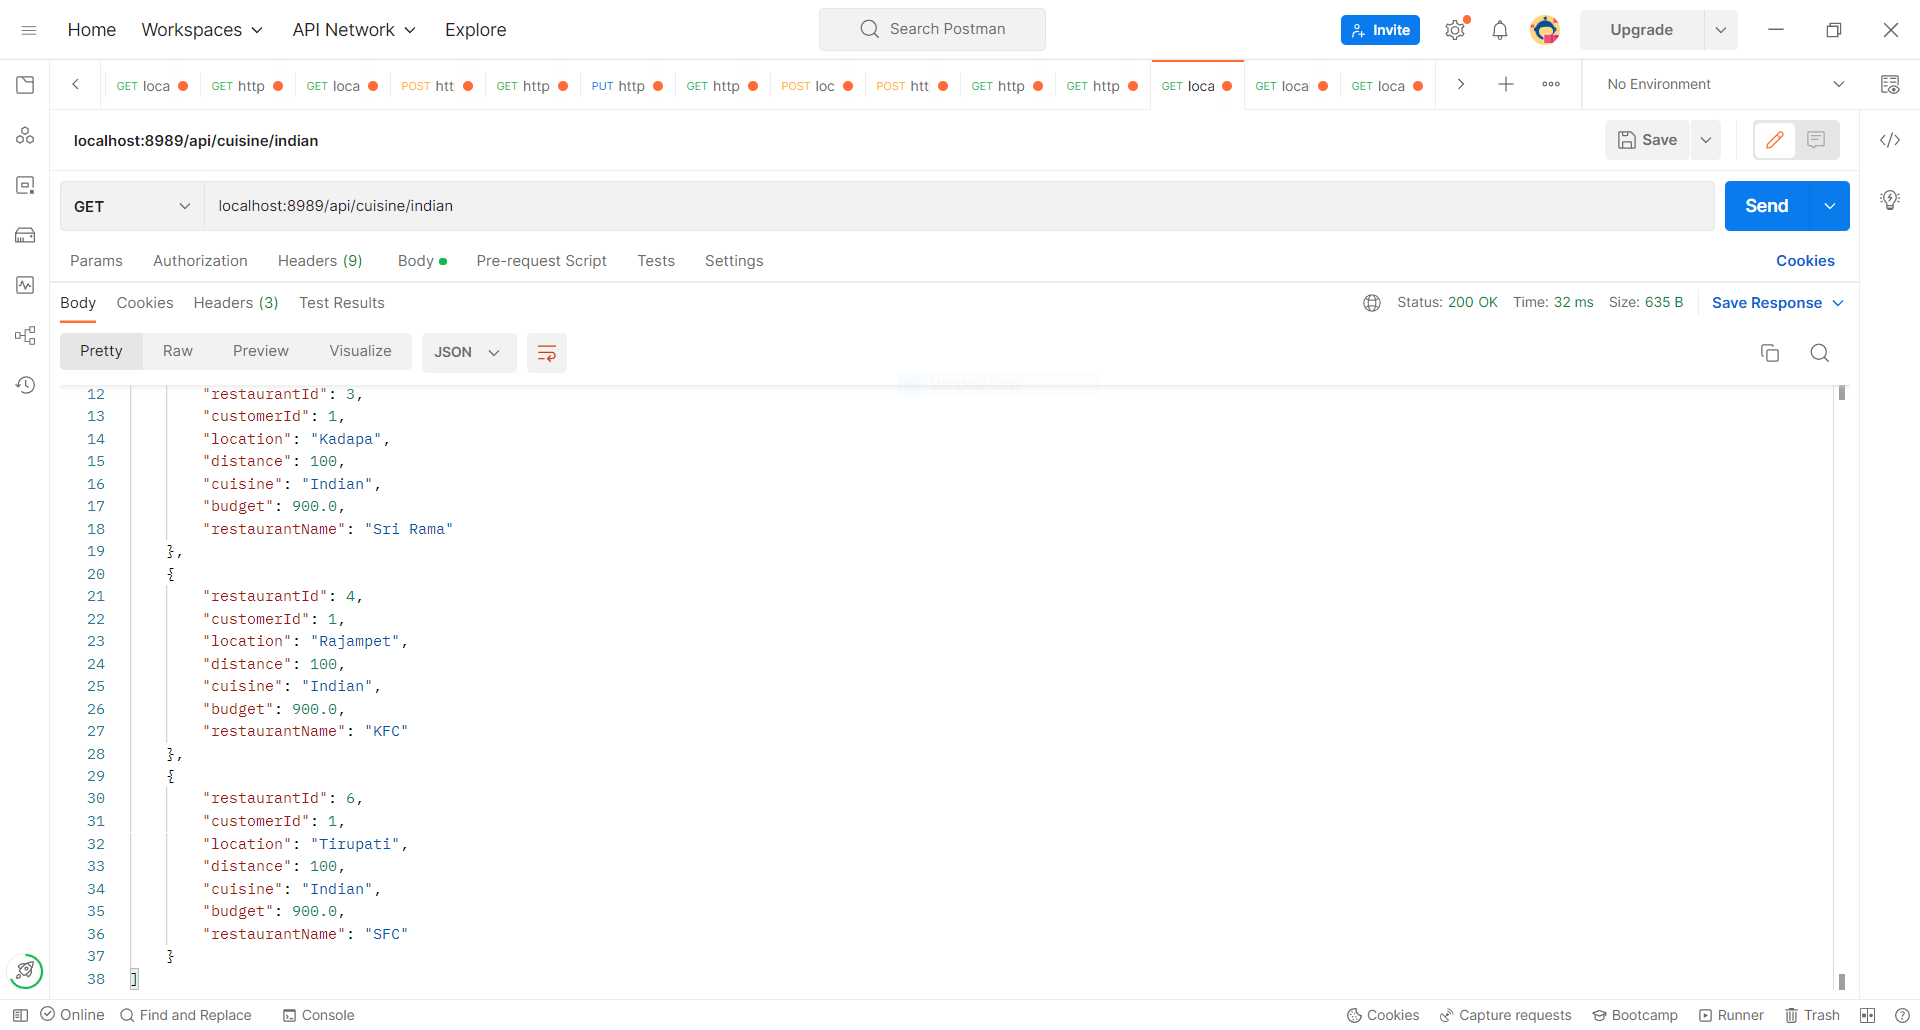 Home Workspaces API Network Explore Search Postman Invite Upgrade
GET loca GET http GET loca POST htt GET http PUT http GET http POST loc POST htt GET http GET http GET loca GET loca GET loca No Environment
localhost:8989/api/cuisine/indian Save
GET localhost:8989/api/cuisine/indian Send
Params Authorization Headers (9) Body Pre-request Script Tests Settings Cookies
Body Cookies Headers (3) Test Results Status: 200 OK Time: 32 ms Size: 635 B Save Response
Pretty Raw Preview Visualize JSON
Window Snip
12 "restaurantId": 3,
13 "customerId": 1,
14 "location": "Kadapa",
15 "distance": 100,
16 "cuisine": "Indian",
17 "budget": 900.0,
18 "restaurantName": "Sri Rama"
19 },
20 {
21 "restaurantId": 4,
22 "customerId": 1,
23 "location": "Rajampet",
24 "distance": 100,
25 "cuisine": "Indian",
26 "budget": 900.0,
27 "restaurantName": "KFC"
28 },
29 {
30 "restaurantId": 6,
31 "customerId": 1,
32 "location": "Tirupati",
33 "distance": 100,
34 "cuisine": "Indian",
35 "budget": 900.0,
36 "restaurantName": "SFC"
37 }
38 ]
Online Find and Replace Console Cookies Capture requests Bootcamp Runner Trash